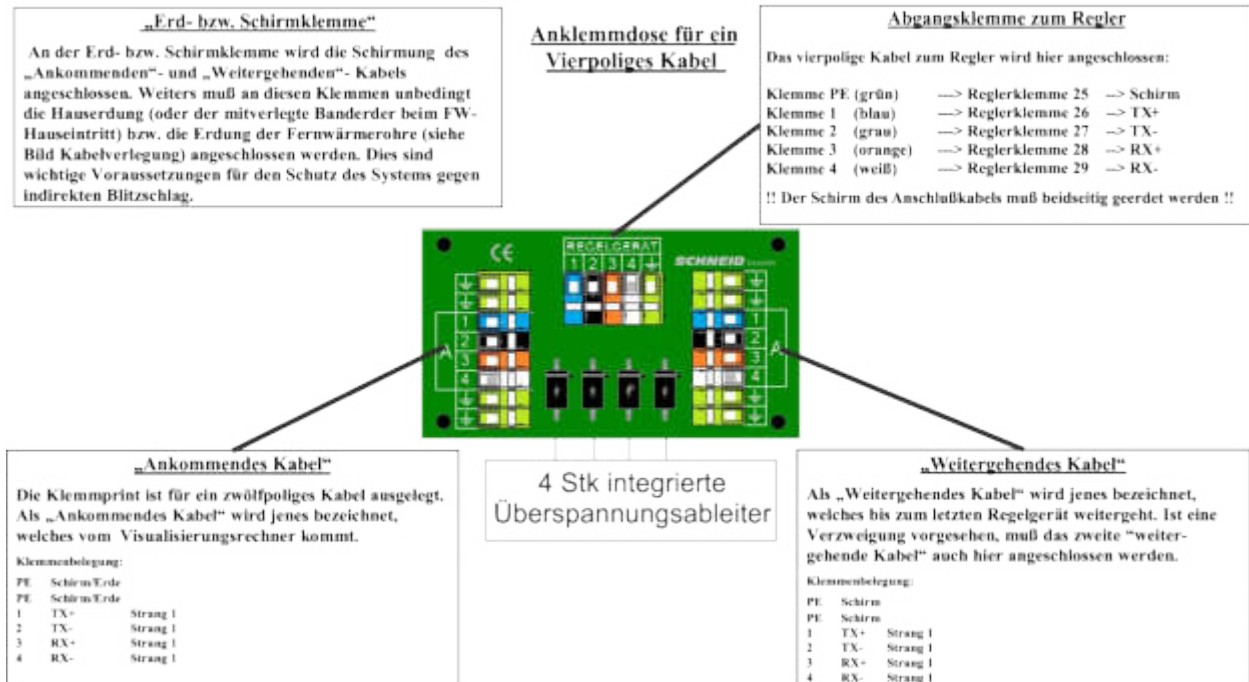 „Erd- bzw. Schirmklemme“
An der Erd- bzw. Schirmklemme wird die Schirmung des
„Ankommenden“- und „Weitergehenden“- Kabels
angeschlossen. Weiters muß an diesen Klemmen unbedingt
die Hauserdung (oder der mitverlegte Banderder beim FW-
Hauseintritt) bzw. die Erdung der Fernwärmerohre (siehe
Bild Kabelverlegung) angeschlossen werden. Dies sind
wichtige Voraussetzungen für den Schutz des Systems gegen
indirekten Blitzschlag.
Anklemmdose für ein
Vierpoliges Kabel
Abgangsklemme zum Regler
Das vierpolige Kabel zum Regler wird hier angeschlossen:
Klemme PE (grün) ---> Reglerklemme 25 --> Schirm
Klemme 1 (blau) ---> Reglerklemme 26 --> TX+
Klemme 2 (grau) ---> Reglerklemme 27 --> TX-
Klemme 3 (orange) ---> Reglerklemme 28 --> RX+
Klemme 4 (weiß) ---> Reglerklemme 29 --> RX-
!! Der Schirm des Anschlußkabels muß beidseitig geerdet werden !!
CE
REGELGERÄT
1 2 3 4
SCHNEID
1
2
3
4
A
1
2
3
4
A
4 Stk integrierte
Überspannungsableiter
„Ankommendes Kabel“
Die Klemmprint ist für ein zwölfpoliges Kabel ausgelegt.
Als „Ankommendes Kabel“ wird jenes bezeichnet,
welches vom Visualisierungsrechner kommt.
Klemmenbelegung:
PE Schirm/Erde
PE Schirm/Erde
1 TX+ Strang 1
2 TX- Strang 1
3 RX+ Strang 1
4 RX- Strang 1
„Weitergehendes Kabel“
Als „Weitergehendes Kabel“ wird jenes bezeichnet,
welches bis zum letzten Regelgerät weitergeht. Ist eine
Verzweigung vorgesehen, muß das zweite “weiter-
gehende Kabel“ auch hier angeschlossen werden.
Klemmenbelegung:
PE Schirm
PE Schirm
1 TX+ Strang 1
2 TX- Strang 1
3 RX+ Strang 1
4 RX- Strang 1